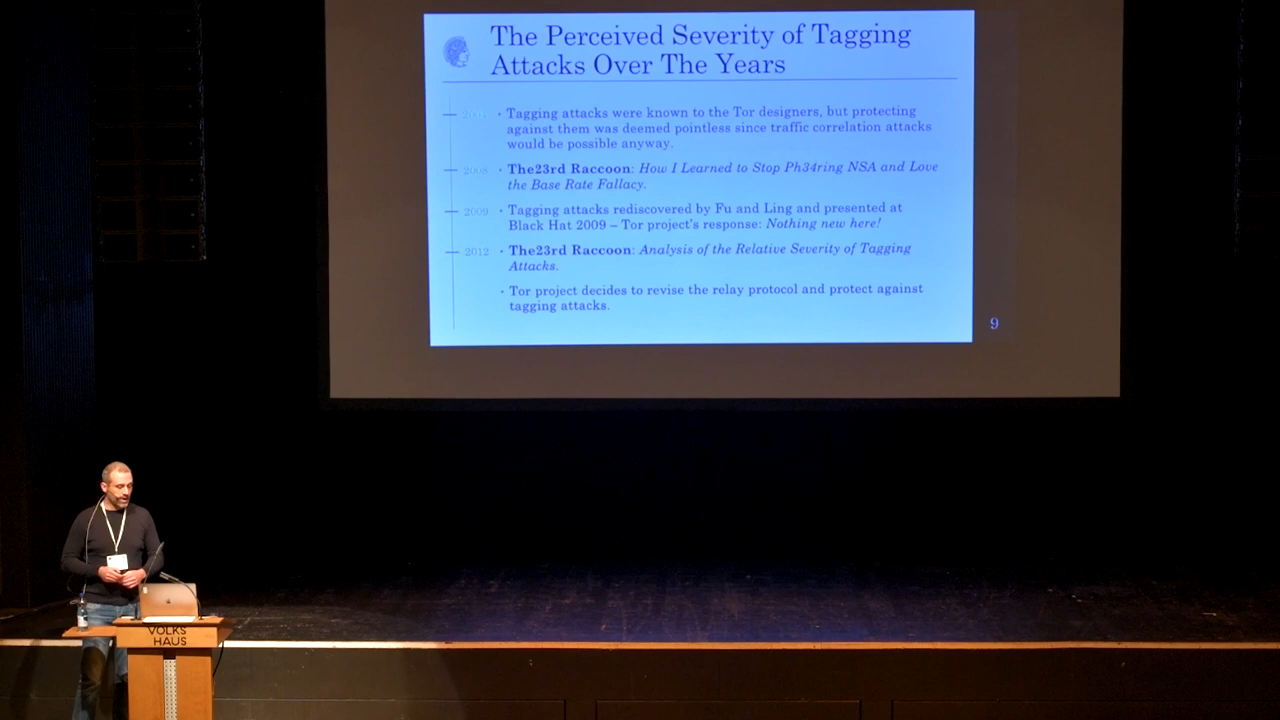 The Perceived Severity of Tagging
Attacks Over The Years
2004 • Tagging attacks were known to the Tor designers, but protecting
against them was deemed pointless since traffic correlation attacks
would be possible anyway.
2008 • The23rd Raccoon: How I Learned to Stop Ph34ring NSA and Love
the Base Rate Fallacy.
2009 • Tagging attacks rediscovered by Fu and Ling and presented at
Black Hat 2009 – Tor project's response: Nothing new here!
2012 • The23rd Raccoon: Analysis of the Relative Severity of Tagging
Attacks.
• Tor project decides to revise the relay protocol and protect against
tagging attacks.
9
VOLKS
HAUS